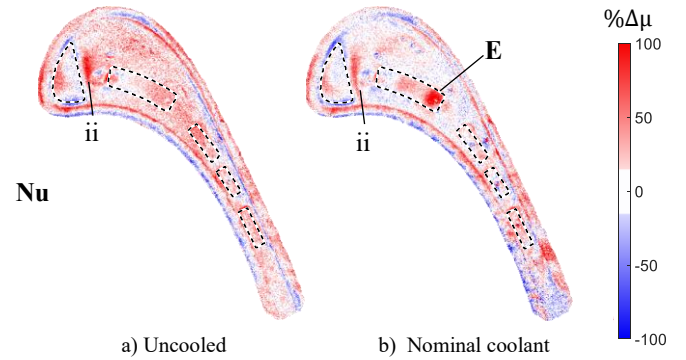 %Δμ
100
50
0
-50
-100
E
ii
ii
Nu
a) Uncooled
b) Nominal coolant